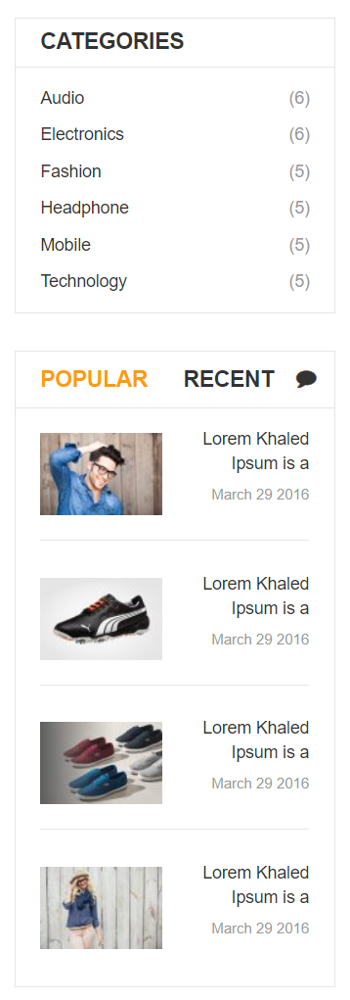 CATEGORIES
Audio (6)
Electronics (6)
Fashion (5)
Headphone (5)
Mobile (5)
Technology (5)
POPULAR RECENT
Lorem Khaled
Ipsum is a
March 29 2016
Lorem Khaled
Ipsum is a
March 29 2016
Lorem Khaled
Ipsum is a
March 29 2016
Lorem Khaled
Ipsum is a
March 29 2016